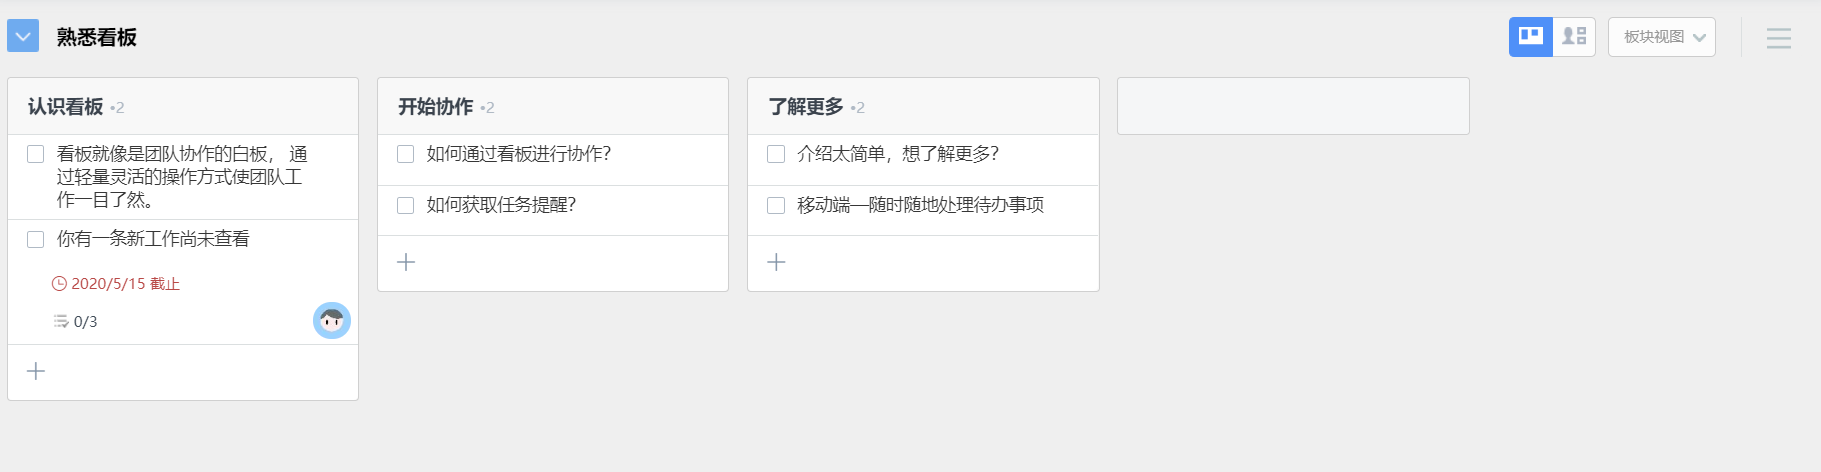 熟悉看板
板块视图
认识看板 •2
看板就像是团队协作的白板， 通
过轻量灵活的操作方式使团队工
作一目了然。
你有一条新工作尚未查看
2020/5/15 截止
0/3
开始协作 •2
如何通过看板进行协作？
如何获取任务提醒？
了解更多 •2
介绍太简单，想了解更多？
移动端—随时随地处理待办事项